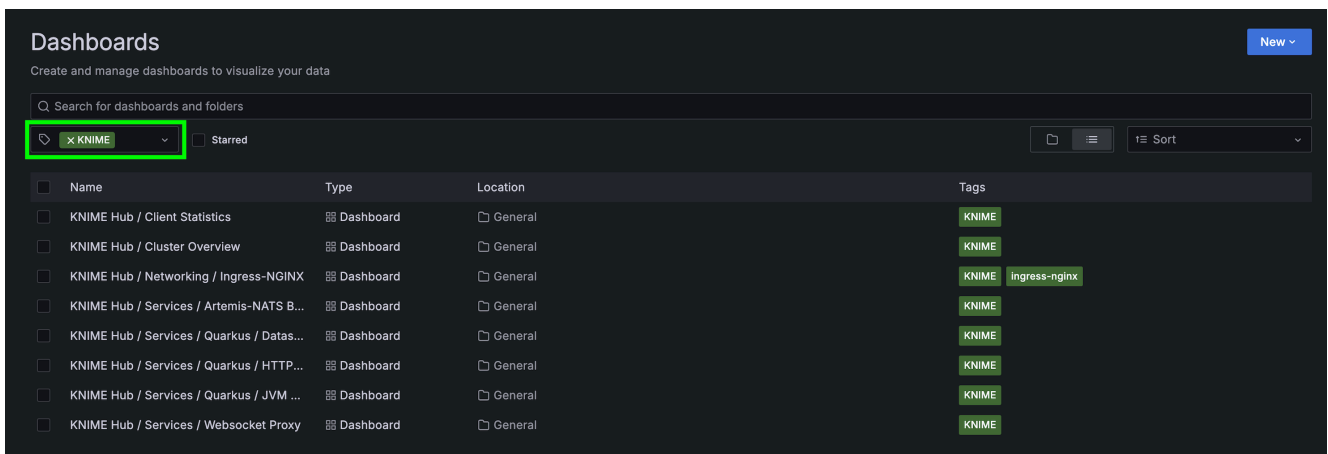 Dashboards
New
Create and manage dashboards to visualize your data
Search for dashboards and folders
KNIME Starred Sort
Name Type Location Tags
KNIME Hub / Client Statistics Dashboard General KNIME
KNIME Hub / Cluster Overview Dashboard General KNIME
KNIME Hub / Networking / Ingress-NGINX Dashboard General KNIME ingress-nginx
KNIME Hub / Services / Artemis-NATS B... Dashboard General KNIME
KNIME Hub / Services / Quarkus / Datas... Dashboard General KNIME
KNIME Hub / Services / Quarkus / HTTP... Dashboard General KNIME
KNIME Hub / Services / Quarkus / JVM ... Dashboard General KNIME
KNIME Hub / Services / Websocket Proxy Dashboard General KNIME